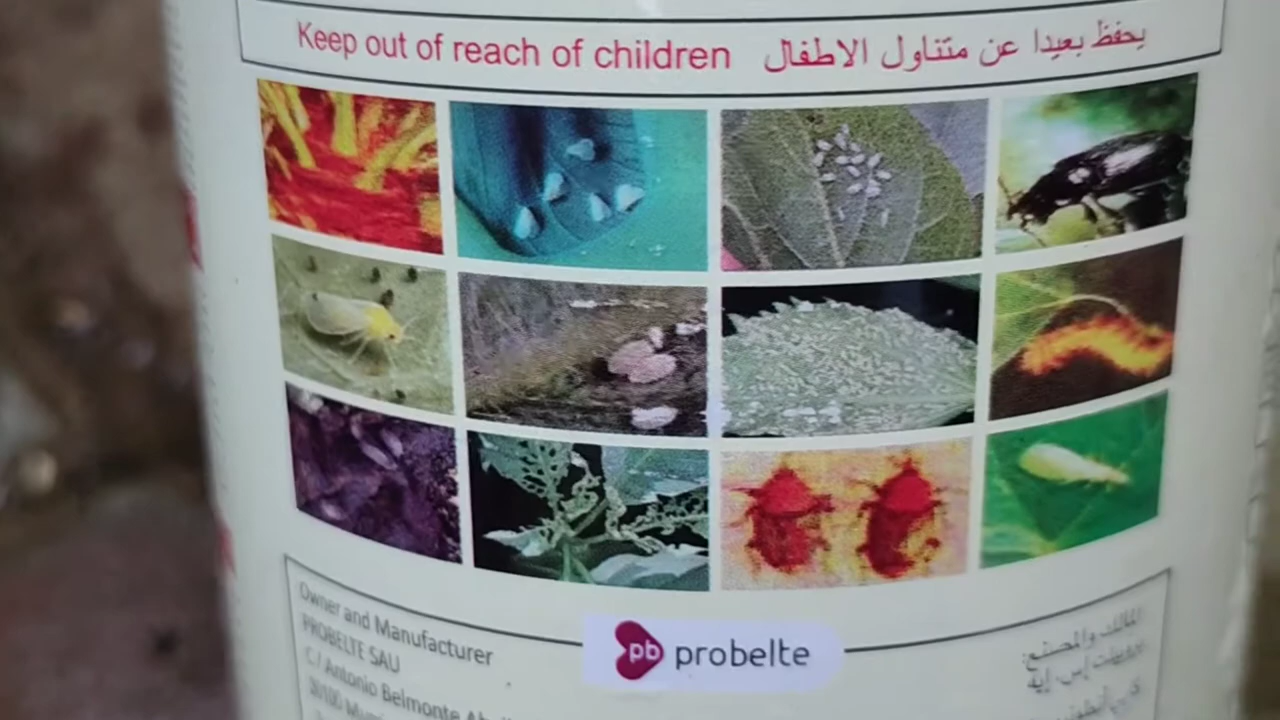 Keep out of reach of children يحفظ بعيدا عن متناول الاطفال
Owner and Manufacturer
PROBELTE SAU
C/ Antonio Belmonte
pb probelte
المالك والمصنع: